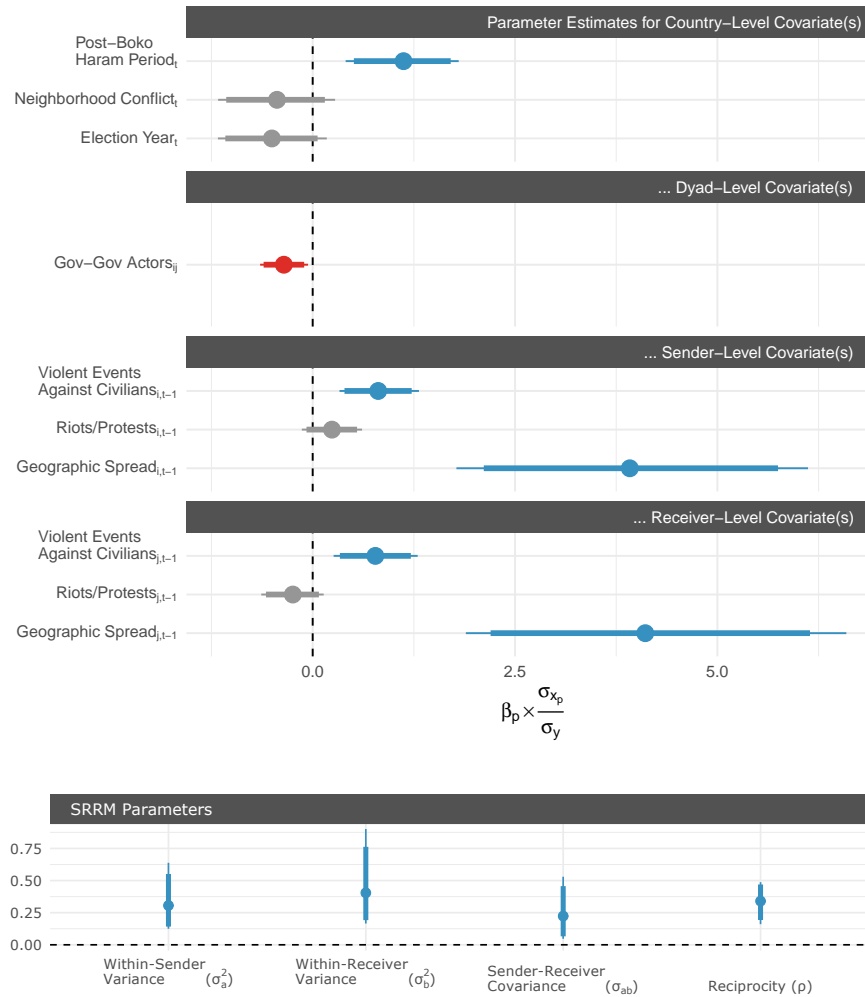 Parameter Estimates for Country−Level Covariate(s)
Post−Boko
Haram Period_t
Neighborhood Conflict_t
Election Year_t
... Dyad−Level Covariate(s)
Gov−Gov Actors_ij
... Sender−Level Covariate(s)
Violent Events
Against Civilians_i,t−1
Riots/Protests_i,t−1
Geographic Spread_i,t−1
... Receiver−Level Covariate(s)
Violent Events
Against Civilians_j,t−1
Riots/Protests_j,t−1
Geographic Spread_j,t−1
0.0 2.5 5.0
β_p × σ_x_p / σ_y
SRRM Parameters
0.75
0.50
0.25
0.00
Within-Sender
Variance (σ_a^2)
Within-Receiver
Variance (σ_b^2)
Sender-Receiver
Covariance (σ_ab)
Reciprocity (ρ)